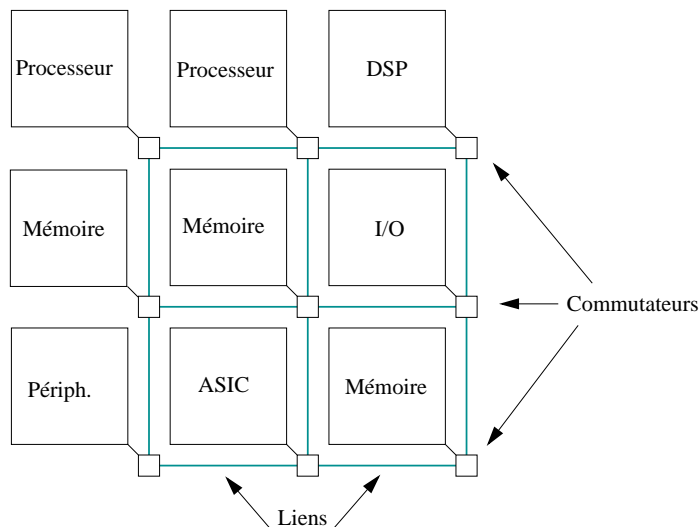 Processeur
Processeur
DSP
Mémoire
Mémoire
I/O
Commutateurs
Périph.
ASIC
Mémoire
Liens